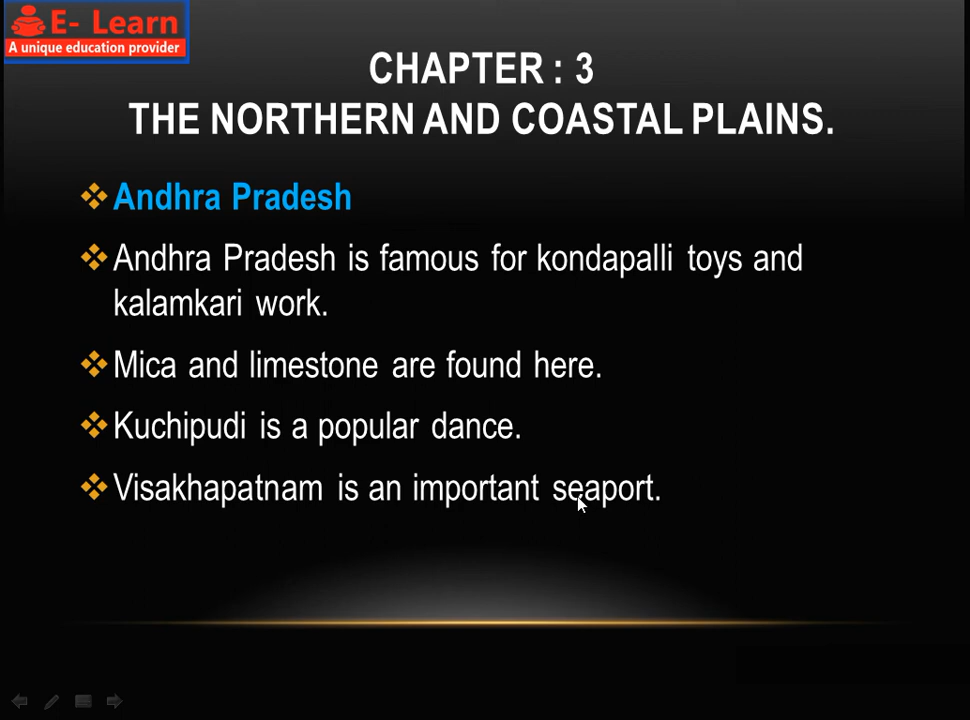 E- Learn
A unique education provider
CHAPTER : 3
THE NORTHERN AND COASTAL PLAINS.
Andhra Pradesh
Andhra Pradesh is famous for kondapalli toys and
kalamkari work.
Mica and limestone are found here.
Kuchipudi is a popular dance.
Visakhapatnam is an important seaport.